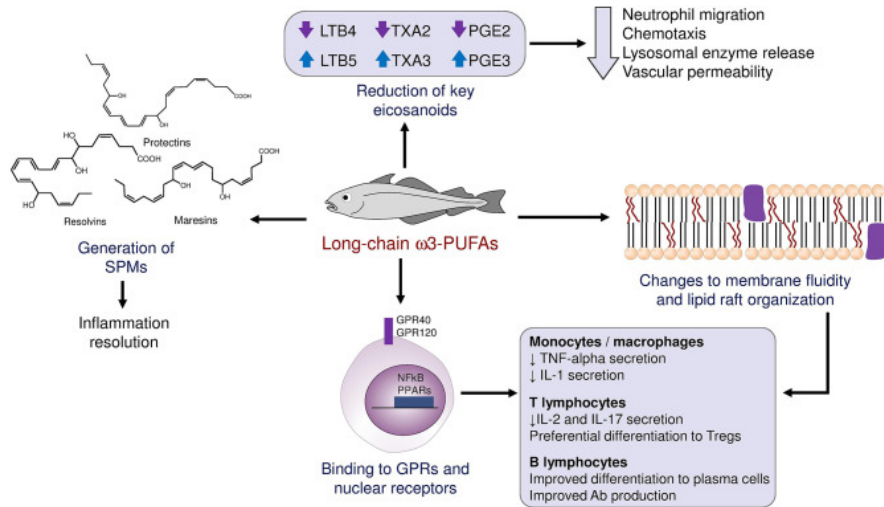 LTB4 TXA2 PGE2
LTB5 TXA3 PGE3
Reduction of key
eicosanoids
Neutrophil migration
Chemotaxis
Lysosomal enzyme release
Vascular permeability
OH
COOH
OH
Protectins
HO
COOH
OH
OH
Resolvins
COOH
OH
OH
Maresins
Generation of
SPMs
Inflammation
resolution
Long-chain ω3-PUFAs
Changes to membrane fluidity
and lipid raft organization
GPR40
GPR120
NFkB
PPARs
Binding to GPRs and
nuclear receptors
Monocytes / macrophages
↓ TNF-alpha secretion
↓ IL-1 secretion
T lymphocytes
↓IL-2 and IL-17 secretion
Preferential differentiation to Tregs
B lymphocytes
Improved differentiation to plasma cells
Improved Ab production